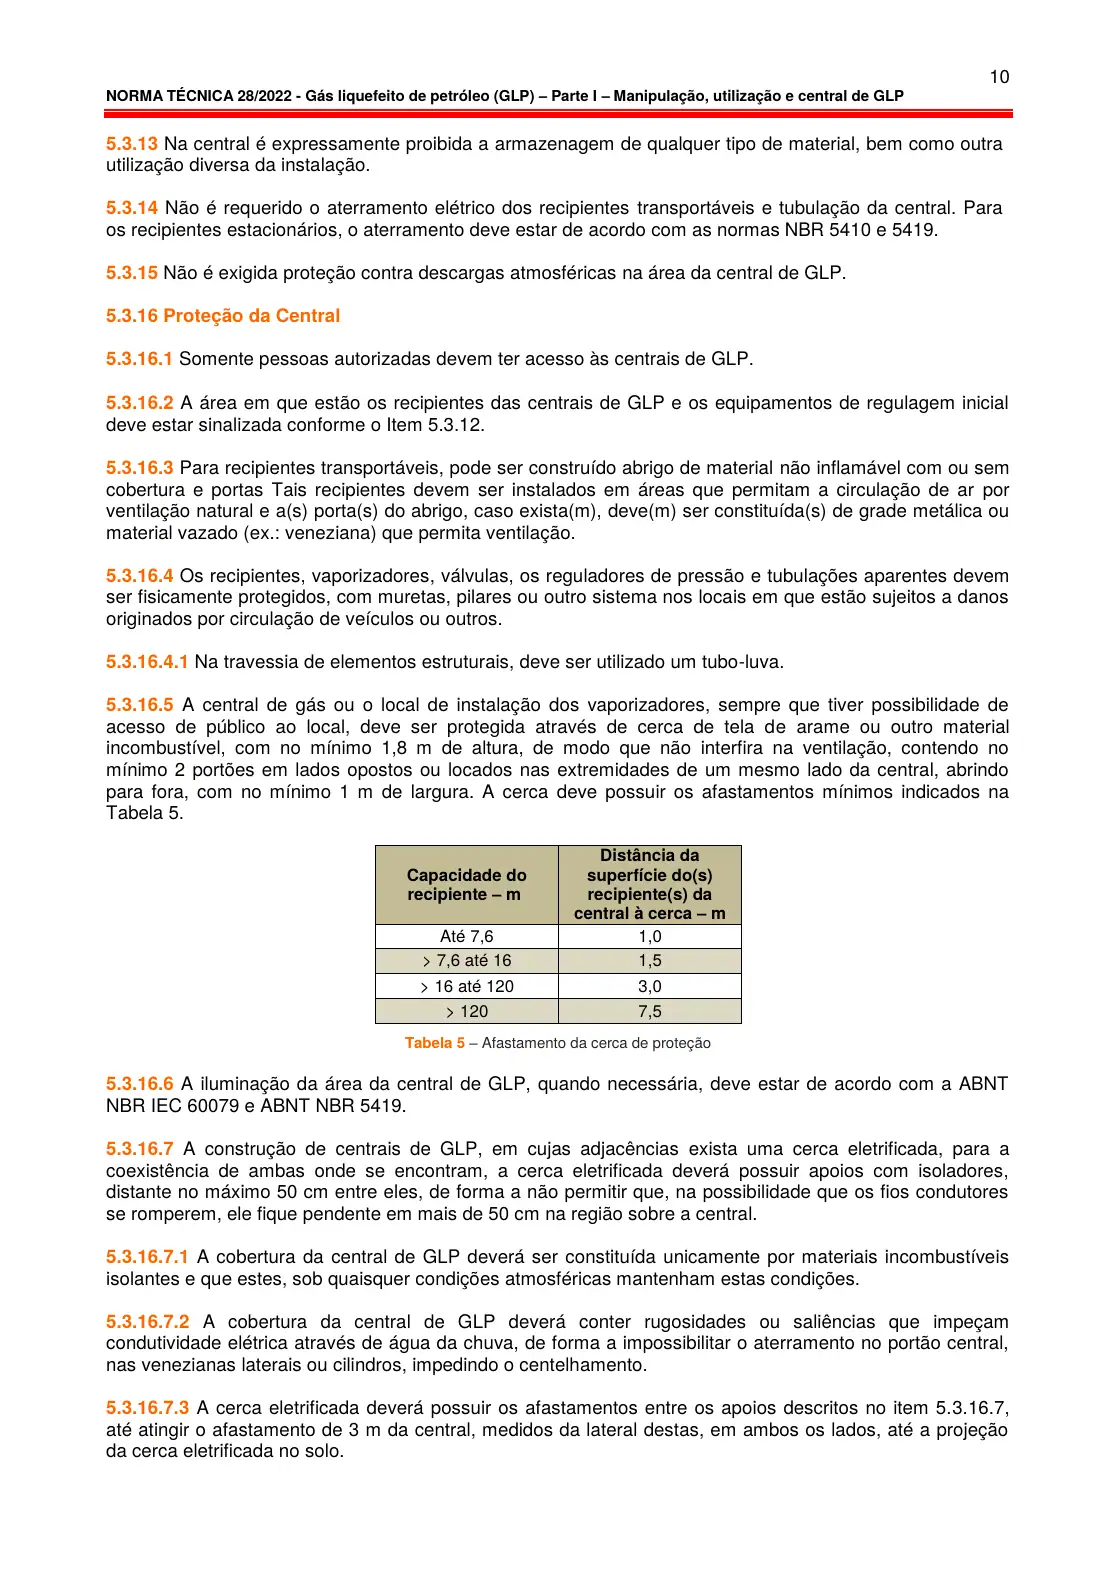 10
NORMA TÉCNICA 28/2022 - Gás liquefeito de petróleo (GLP) – Parte I – Manipulação, utilização e central de GLP
5.3.13 Na central é expressamente proibida a armazenagem de qualquer tipo de material, bem como outra
utilização diversa da instalação.
5.3.14 Não é requerido o aterramento elétrico dos recipientes transportáveis e tubulação da central. Para
os recipientes estacionários, o aterramento deve estar de acordo com as normas NBR 5410 e 5419.
5.3.15 Não é exigida proteção contra descargas atmosféricas na área da central de GLP.
5.3.16 Proteção da Central
5.3.16.1 Somente pessoas autorizadas devem ter acesso às centrais de GLP.
5.3.16.2 A área em que estão os recipientes das centrais de GLP e os equipamentos de regulagem inicial
deve estar sinalizada conforme o Item 5.3.12.
5.3.16.3 Para recipientes transportáveis, pode ser construído abrigo de material não inflamável com ou sem
cobertura e portas Tais recipientes devem ser instalados em áreas que permitam a circulação de ar por
ventilação natural e a(s) porta(s) do abrigo, caso exista(m), deve(m) ser constituída(s) de grade metálica ou
material vazado (ex.: veneziana) que permita ventilação.
5.3.16.4 Os recipientes, vaporizadores, válvulas, os reguladores de pressão e tubulações aparentes devem
ser fisicamente protegidos, com muretas, pilares ou outro sistema nos locais em que estão sujeitos a danos
originados por circulação de veículos ou outros.
5.3.16.4.1 Na travessia de elementos estruturais, deve ser utilizado um tubo-luva.
5.3.16.5 A central de gás ou o local de instalação dos vaporizadores, sempre que tiver possibilidade de
acesso de público ao local, deve ser protegida através de cerca de tela de arame ou outro material
incombustível, com no mínimo 1,8 m de altura, de modo que não interfira na ventilação, contendo no
mínimo 2 portões em lados opostos ou locados nas extremidades de um mesmo lado da central, abrindo
para fora, com no mínimo 1 m de largura. A cerca deve possuir os afastamentos mínimos indicados na
Tabela 5.
Capacidade do
recipiente – m
Distância da
superfície do(s)
recipiente(s) da
central à cerca – m
Até 7,6 1,0
> 7,6 até 16 1,5
> 16 até 120 3,0
> 120 7,5
Tabela 5 – Afastamento da cerca de proteção
5.3.16.6 A iluminação da área da central de GLP, quando necessária, deve estar de acordo com a ABNT
NBR IEC 60079 e ABNT NBR 5419.
5.3.16.7 A construção de centrais de GLP, em cujas adjacências exista uma cerca eletrificada, para a
coexistência de ambas onde se encontram, a cerca eletrificada deverá possuir apoios com isoladores,
distante no máximo 50 cm entre eles, de forma a não permitir que, na possibilidade que os fios condutores
se romperem, ele fique pendente em mais de 50 cm na região sobre a central.
5.3.16.7.1 A cobertura da central de GLP deverá ser constituída unicamente por materiais incombustíveis
isolantes e que estes, sob quaisquer condições atmosféricas mantenham estas condições.
5.3.16.7.2 A cobertura da central de GLP deverá conter rugosidades ou saliências que impeçam
condutividade elétrica através de água da chuva, de forma a impossibilitar o aterramento no portão central,
nas venezianas laterais ou cilindros, impedindo o centelhamento.
5.3.16.7.3 A cerca eletrificada deverá possuir os afastamentos entre os apoios descritos no item 5.3.16.7,
até atingir o afastamento de 3 m da central, medidos da lateral destas, em ambos os lados, até a projeção
da cerca eletrificada no solo.